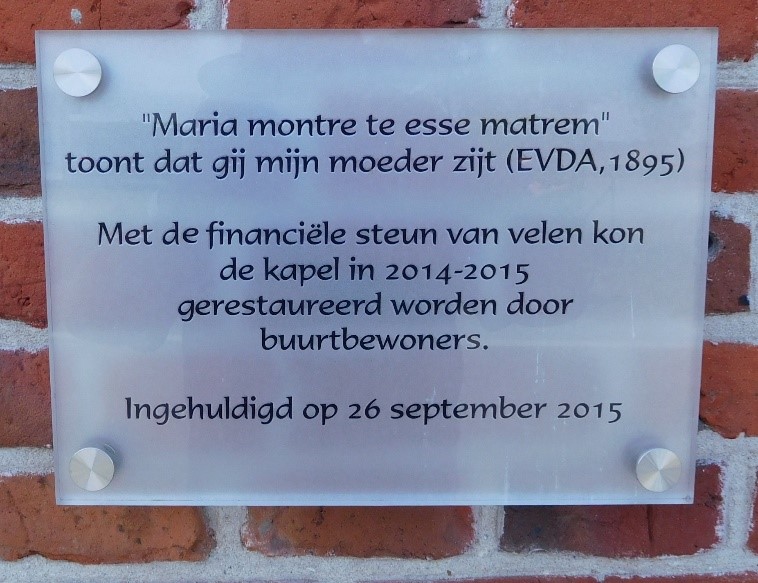 "Maria montre te esse matrem"
toont dat gij mijn moeder zijt (EVDA,1895)
Met de financiële steun van velen kon
de kapel in 2014-2015
gerestaureerd worden door
buurtbewoners.
Ingehuldigd op 26 september 2015